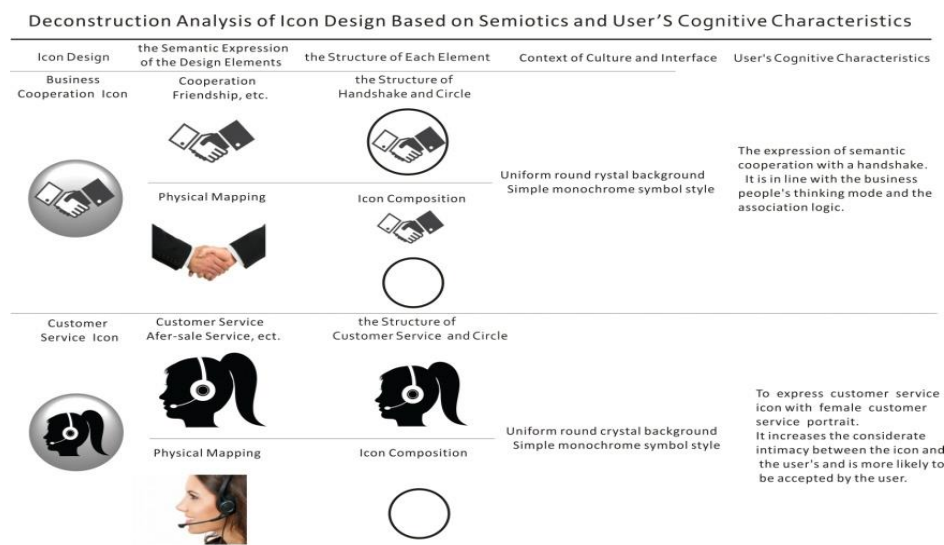 Deconstruction Analysis of Icon Design Based on Semiotics and User'S Cognitive Characteristics
Icon Design
the Semantic Expression
of the Design Elements
the Structure of Each Element
Context of Culture and Interface
User's Cognitive Characteristics
Business
Cooperation Icon
Cooperation
Friendship, etc.
the Structure of
Handshake and Circle
Physical Mapping
Icon Composition
Uniform round rystal background
Simple monochrome symbol style
The expression of semantic
cooperation with a handshake.
It is in line with the business
people's thinking mode and the
association logic.
Customer
Service Icon
Customer Service
Afer-sale Service, ect.
the Structure of
Customer Service and Circle
Physical Mapping
Icon Composition
Uniform round crystal background
Simple monochrome symbol style
To express customer service
icon with female customer
service portrait.
It increases the considerate
intimacy between the icon and
the user's and is more likely to
be accepted by the user.